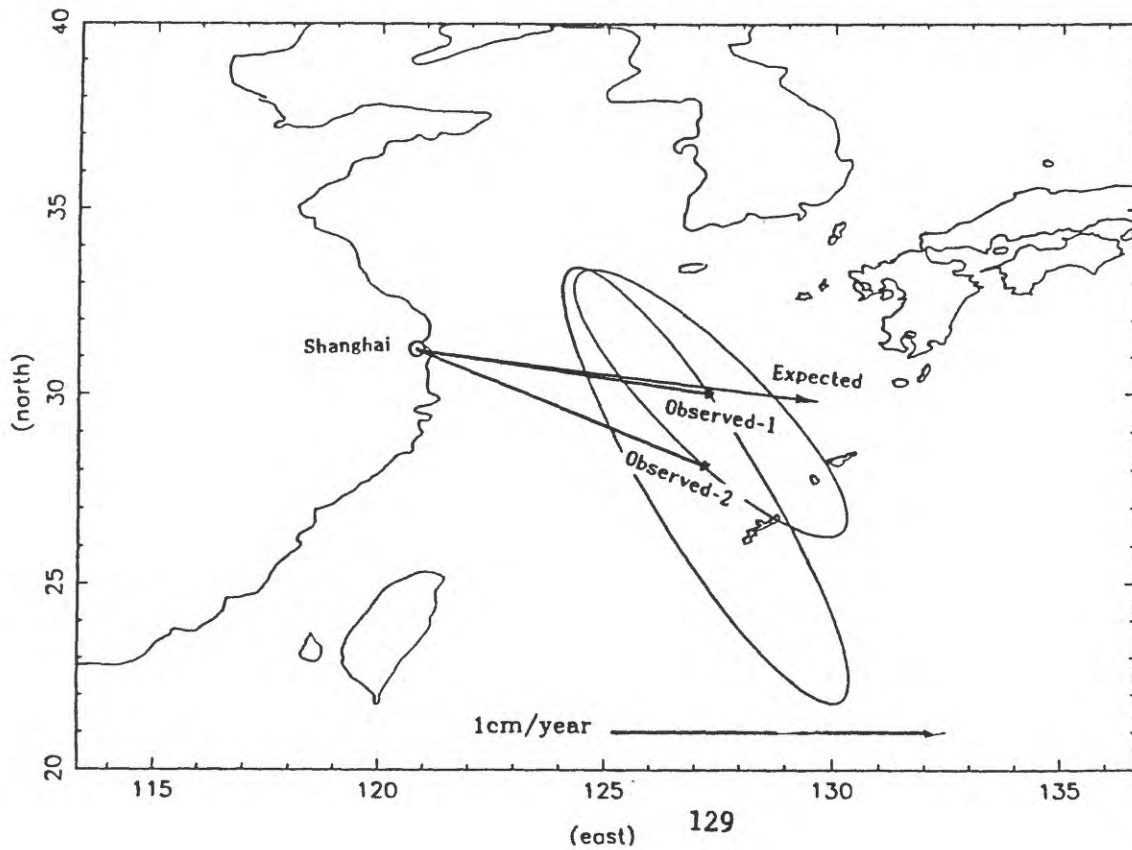 40
35
30
25
20
(north)
Shanghai
Expected
Observed-1
Observed-2
1cm/year
115
120
125
130
135
(east)
129